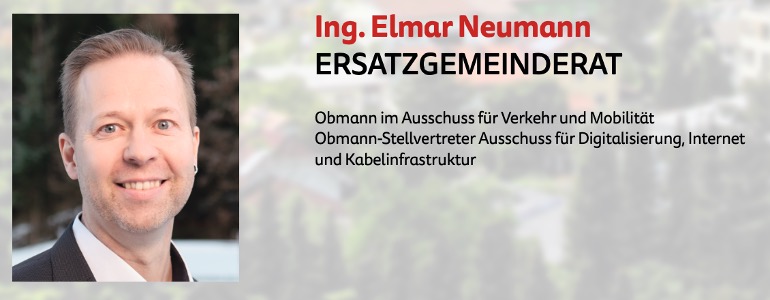 Ing. Elmar Neumann
ERSATZGEMEINDERAT
Obmann im Ausschuss für Verkehr und Mobilität
Obmann-Stellvertreter Ausschuss für Digitalisierung, Internet
und Kabelinfrastruktur